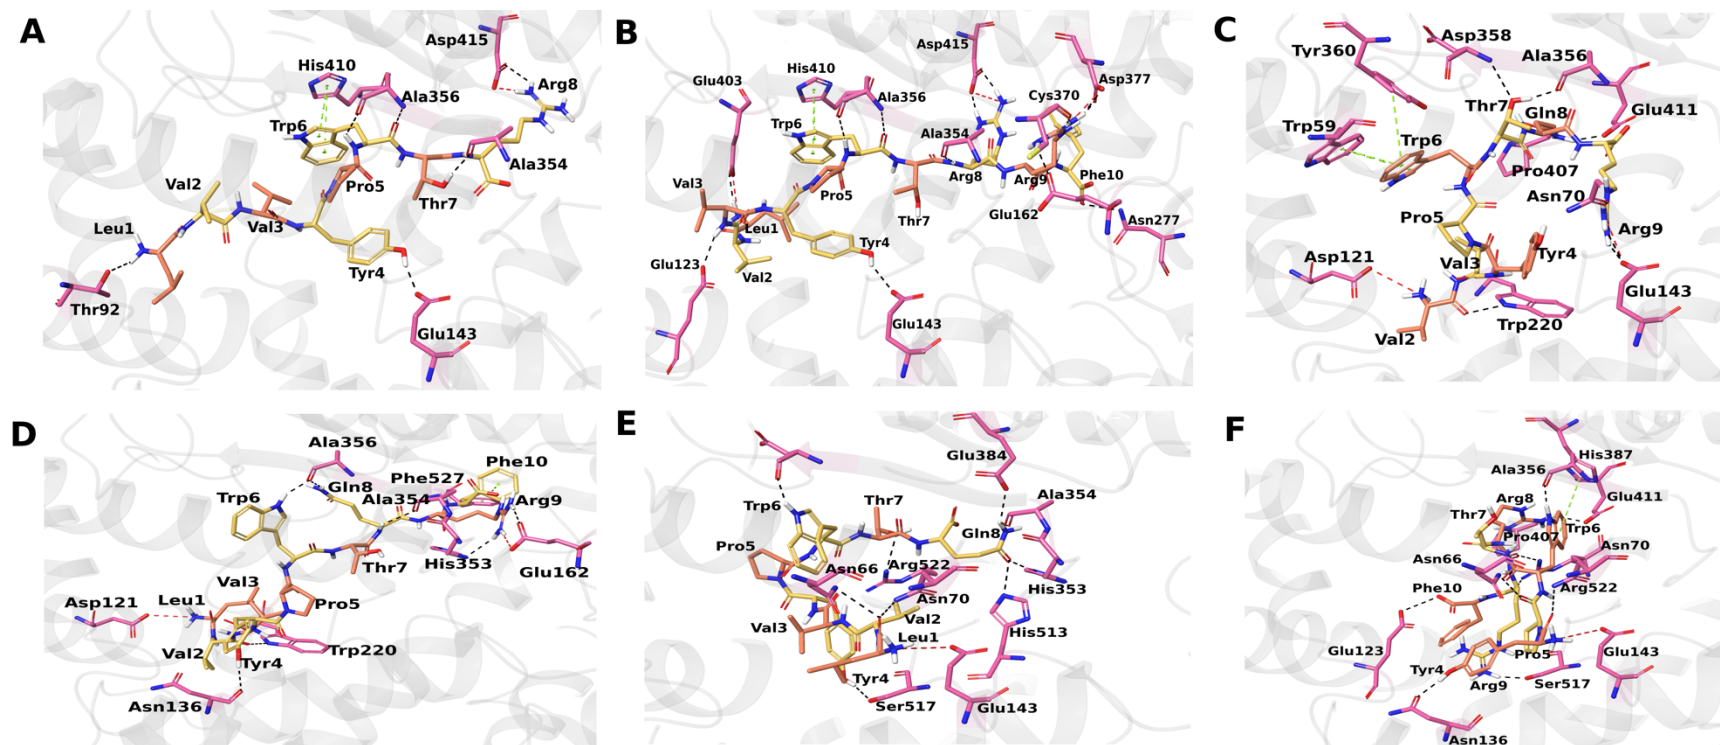 A
Asp415
His410
Arg8
Ala356
Trp6
Ala354
Val2
Pro5
Thr7
Leu1
Val3
Tyr4
Thr92
Glu143
B
Asp415
Glu403
His410
Asp377
Ala356
Cys370
Trp6
Ala354
Val3
Pro5
Arg8
Arg9
Phe10
Thr7
Glu162
Asn277
Leu1
Glu123
Val2
Tyr4
Glu143
C
Asp358
Tyr360
Ala356
Thr7
Gln8
Glu411
Trp59
Trp6
Pro407
Asn70
Pro5
Arg9
Asp121
Val3
Tyr4
Glu143
Val2
Trp220
D
Ala356
Phe527
Phe10
Trp6
Gln8
Ala354
Arg9
Thr7
His353
Glu162
Val3
Asp121
Leu1
Pro5
Val2
Tyr4
Trp220
Asn136
E
Glu384
Trp6
Thr7
Ala354
Gln8
Pro5
Asn66
Arg522
His353
Asn70
Val3
Val2
Leu1
His513
Tyr4
Ser517
Glu143
F
His387
Ala356
Arg8
Glu411
Thr7
Trp6
Pro407
Asn66
Asn70
Phe10
Arg522
Glu123
Pro5
Glu143
Tyr4
Arg9
Ser517
Asn136